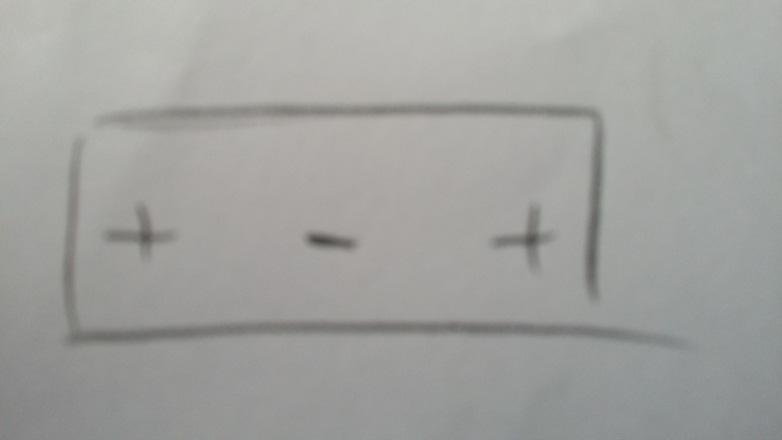 + - +